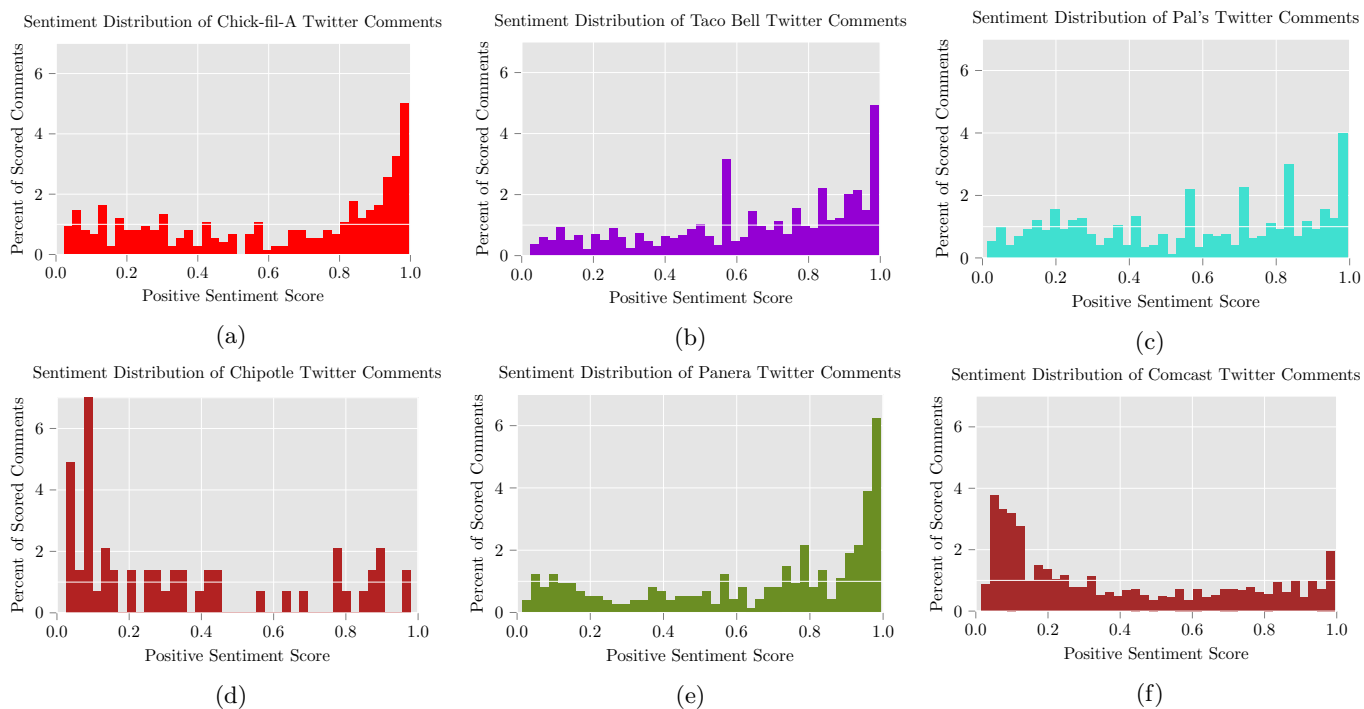 Sentiment Distribution of Chick-fil-A Twitter Comments
Percent of Scored Comments
6
4
2
0
0.0 0.2 0.4 0.6 0.8 1.0
Positive Sentiment Score
(a)
Sentiment Distribution of Taco Bell Twitter Comments
Percent of Scored Comments
6
4
2
0
0.0 0.2 0.4 0.6 0.8 1.0
Positive Sentiment Score
(b)
Sentiment Distribution of Pal's Twitter Comments
Percent of Scored Comments
6
4
2
0
0.0 0.2 0.4 0.6 0.8 1.0
Positive Sentiment Score
(c)
Sentiment Distribution of Chipotle Twitter Comments
Percent of Scored Comments
6
4
2
0
0.0 0.2 0.4 0.6 0.8 1.0
Positive Sentiment Score
(d)
Sentiment Distribution of Panera Twitter Comments
Percent of Scored Comments
6
4
2
0
0.0 0.2 0.4 0.6 0.8 1.0
Positive Sentiment Score
(e)
Sentiment Distribution of Comcast Twitter Comments
Percent of Scored Comments
6
4
2
0
0.0 0.2 0.4 0.6 0.8 1.0
Positive Sentiment Score
(f)